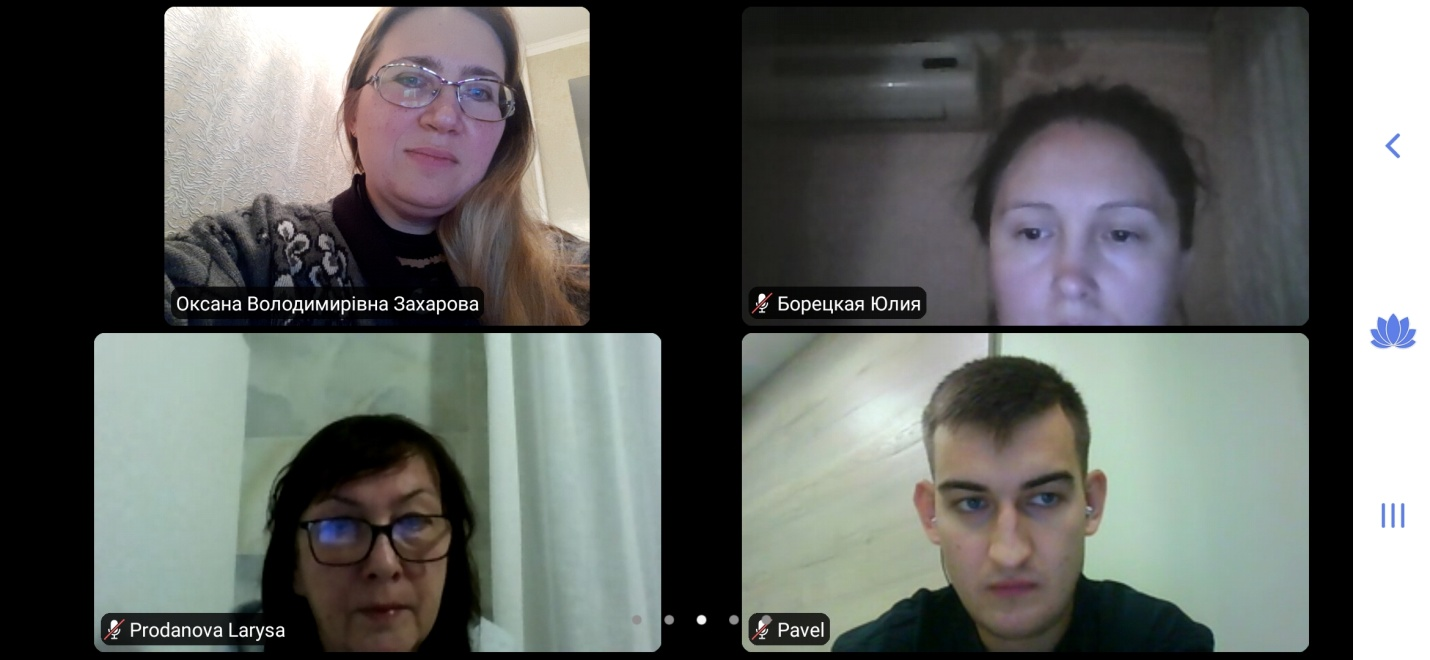 Оксана Володимирівна Захарова
Борецкая Юлия
Prodanova Larysa
Pavel